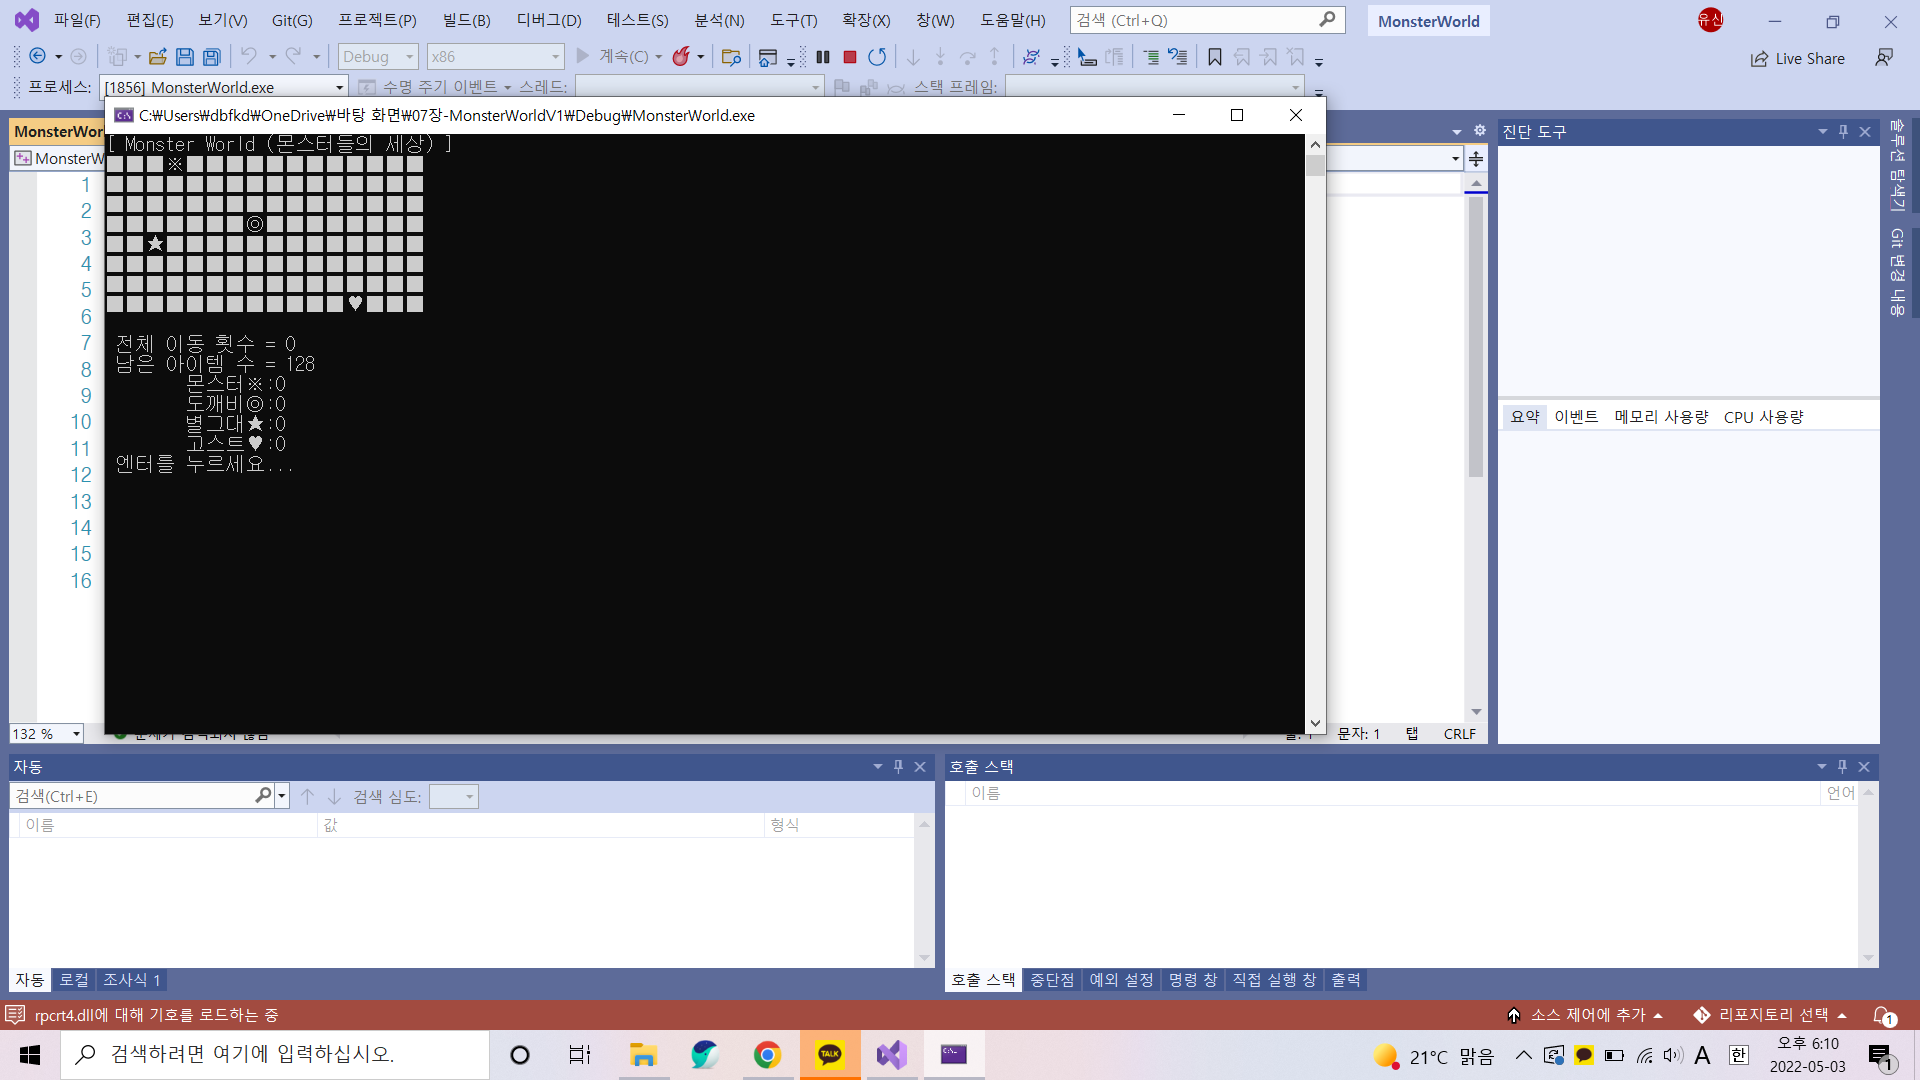 파일(F) 편집(E) 보기(V) Git(G) 프로젝트(P) 빌드(B) 디버그(D) 테스트(S) 분석(N) 도구(T) 확장(X) 창(W) 도움말(H) 검색 (Ctrl+Q) MonsterWorld 유신
Debug x86 계속(C) Live Share
프로세스: [1856] MonsterWorld.exe 수명 주기 이벤트 스레드: 스택 프레임:
C:\Users\dbfkd\OneDrive\바탕 화면\07장-MonsterWorldV1\Debug\MonsterWorld.exe
MonsterWor
MonsterW
[ Monster World (몬스터들의 세상) ]
■■■※■■■■■■■■■■■■
■■■■■■■■■■■■■■■■
■■■■■■■■■■■■■■■■
■■■■■■■◎■■■■■■■■
■■★■■■■■■■■■■■■■
■■■■■■■■■■■■■■■■
■■■■■■■■■■■■■■■■
■■■■■■■■■■■■♥■■■
전체 이동 횟수 = 0
남은 아이템 수 = 128
몬스터※:0
도깨비◎:0
별그대★:0
고스트♥:0
엔터를 누르세요...
1
2
3
4
5
6
7
8
9
10
11
12
13
14
15
16
132 % 문자: 1 탭 CRLF
진단 도구
요약 이벤트 메모리 사용량 CPU 사용량
솔루션 탐색기
Git 변경 내용
자동
검색(Ctrl+E) 검색 심도:
이름 값 형식
자동 로컬 조사식 1
호출 스택
이름 언어
호출 스택 중단점 예외 설정 명령 창 직접 실행 창 출력
rpcrt4.dll에 대해 기호를 로드하는 중 소스 제어에 추가 리포지토리 선택 1
검색하려면 여기에 입력하십시오. TALK 21°C 맑음 A 한 오후 6:10
2022-05-03 1